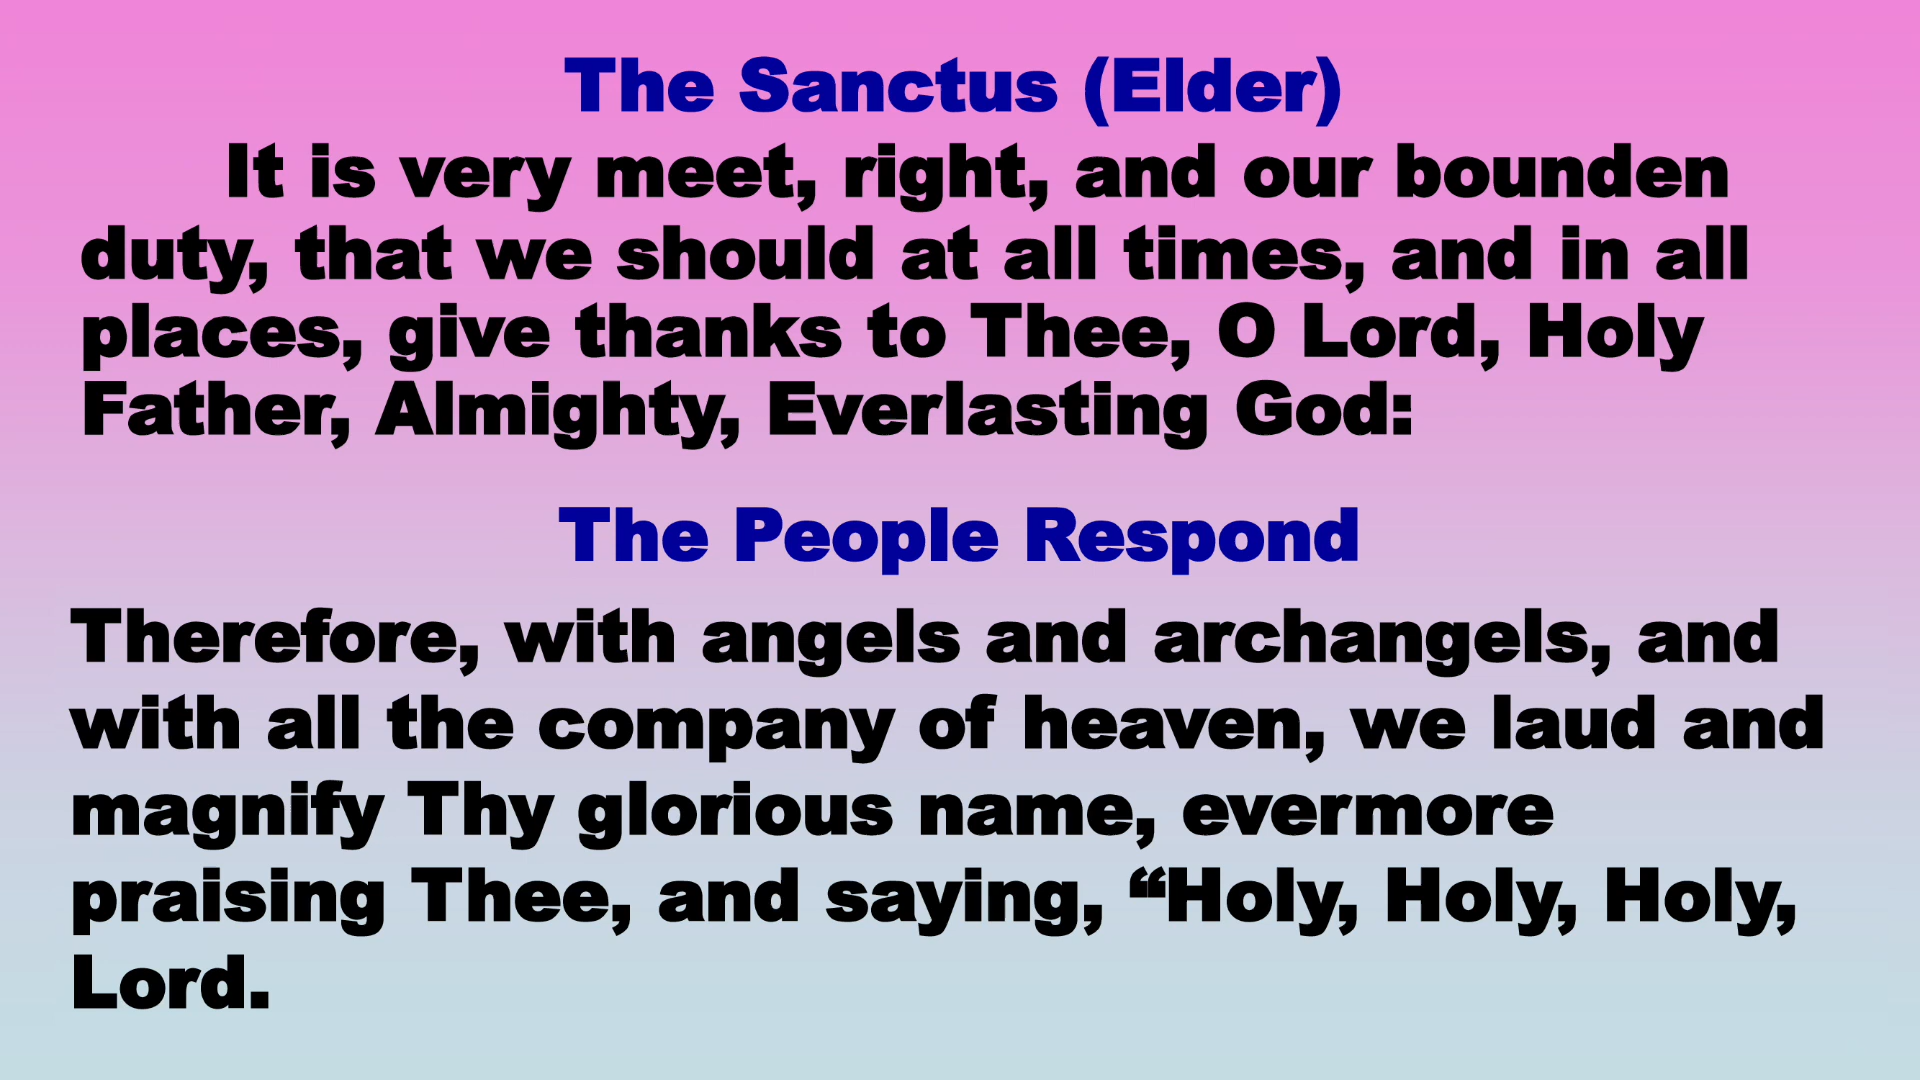 The Sanctus (Elder)
It is very meet, right, and our bounden
duty, that we should at all times, and in all
places, give thanks to Thee, O Lord, Holy
Father, Almighty, Everlasting God:
The People Respond
Therefore, with angels and archangels, and
with all the company of heaven, we laud and
magnify Thy glorious name, evermore
praising Thee, and saying, “Holy, Holy, Holy,
Lord.